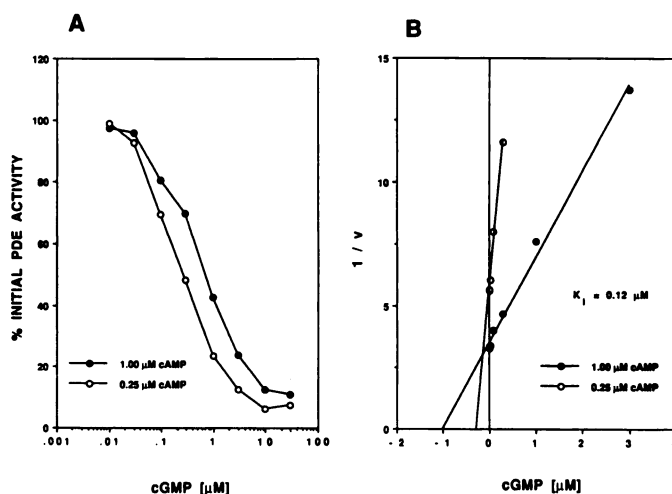 A
120
100
80
60
40
20
0
% INITIAL PDE ACTIVITY
1.00 µM cAMP
0.25 µM cAMP
.001 .01 .1 1 10 100
cGMP [µM]
B
15
10
5
0
1 / v
K I = 0.12 µM
1.00 µM cAMP
0.25 µM cAMP
-2 -1 0 1 2 3
cGMP [µM]